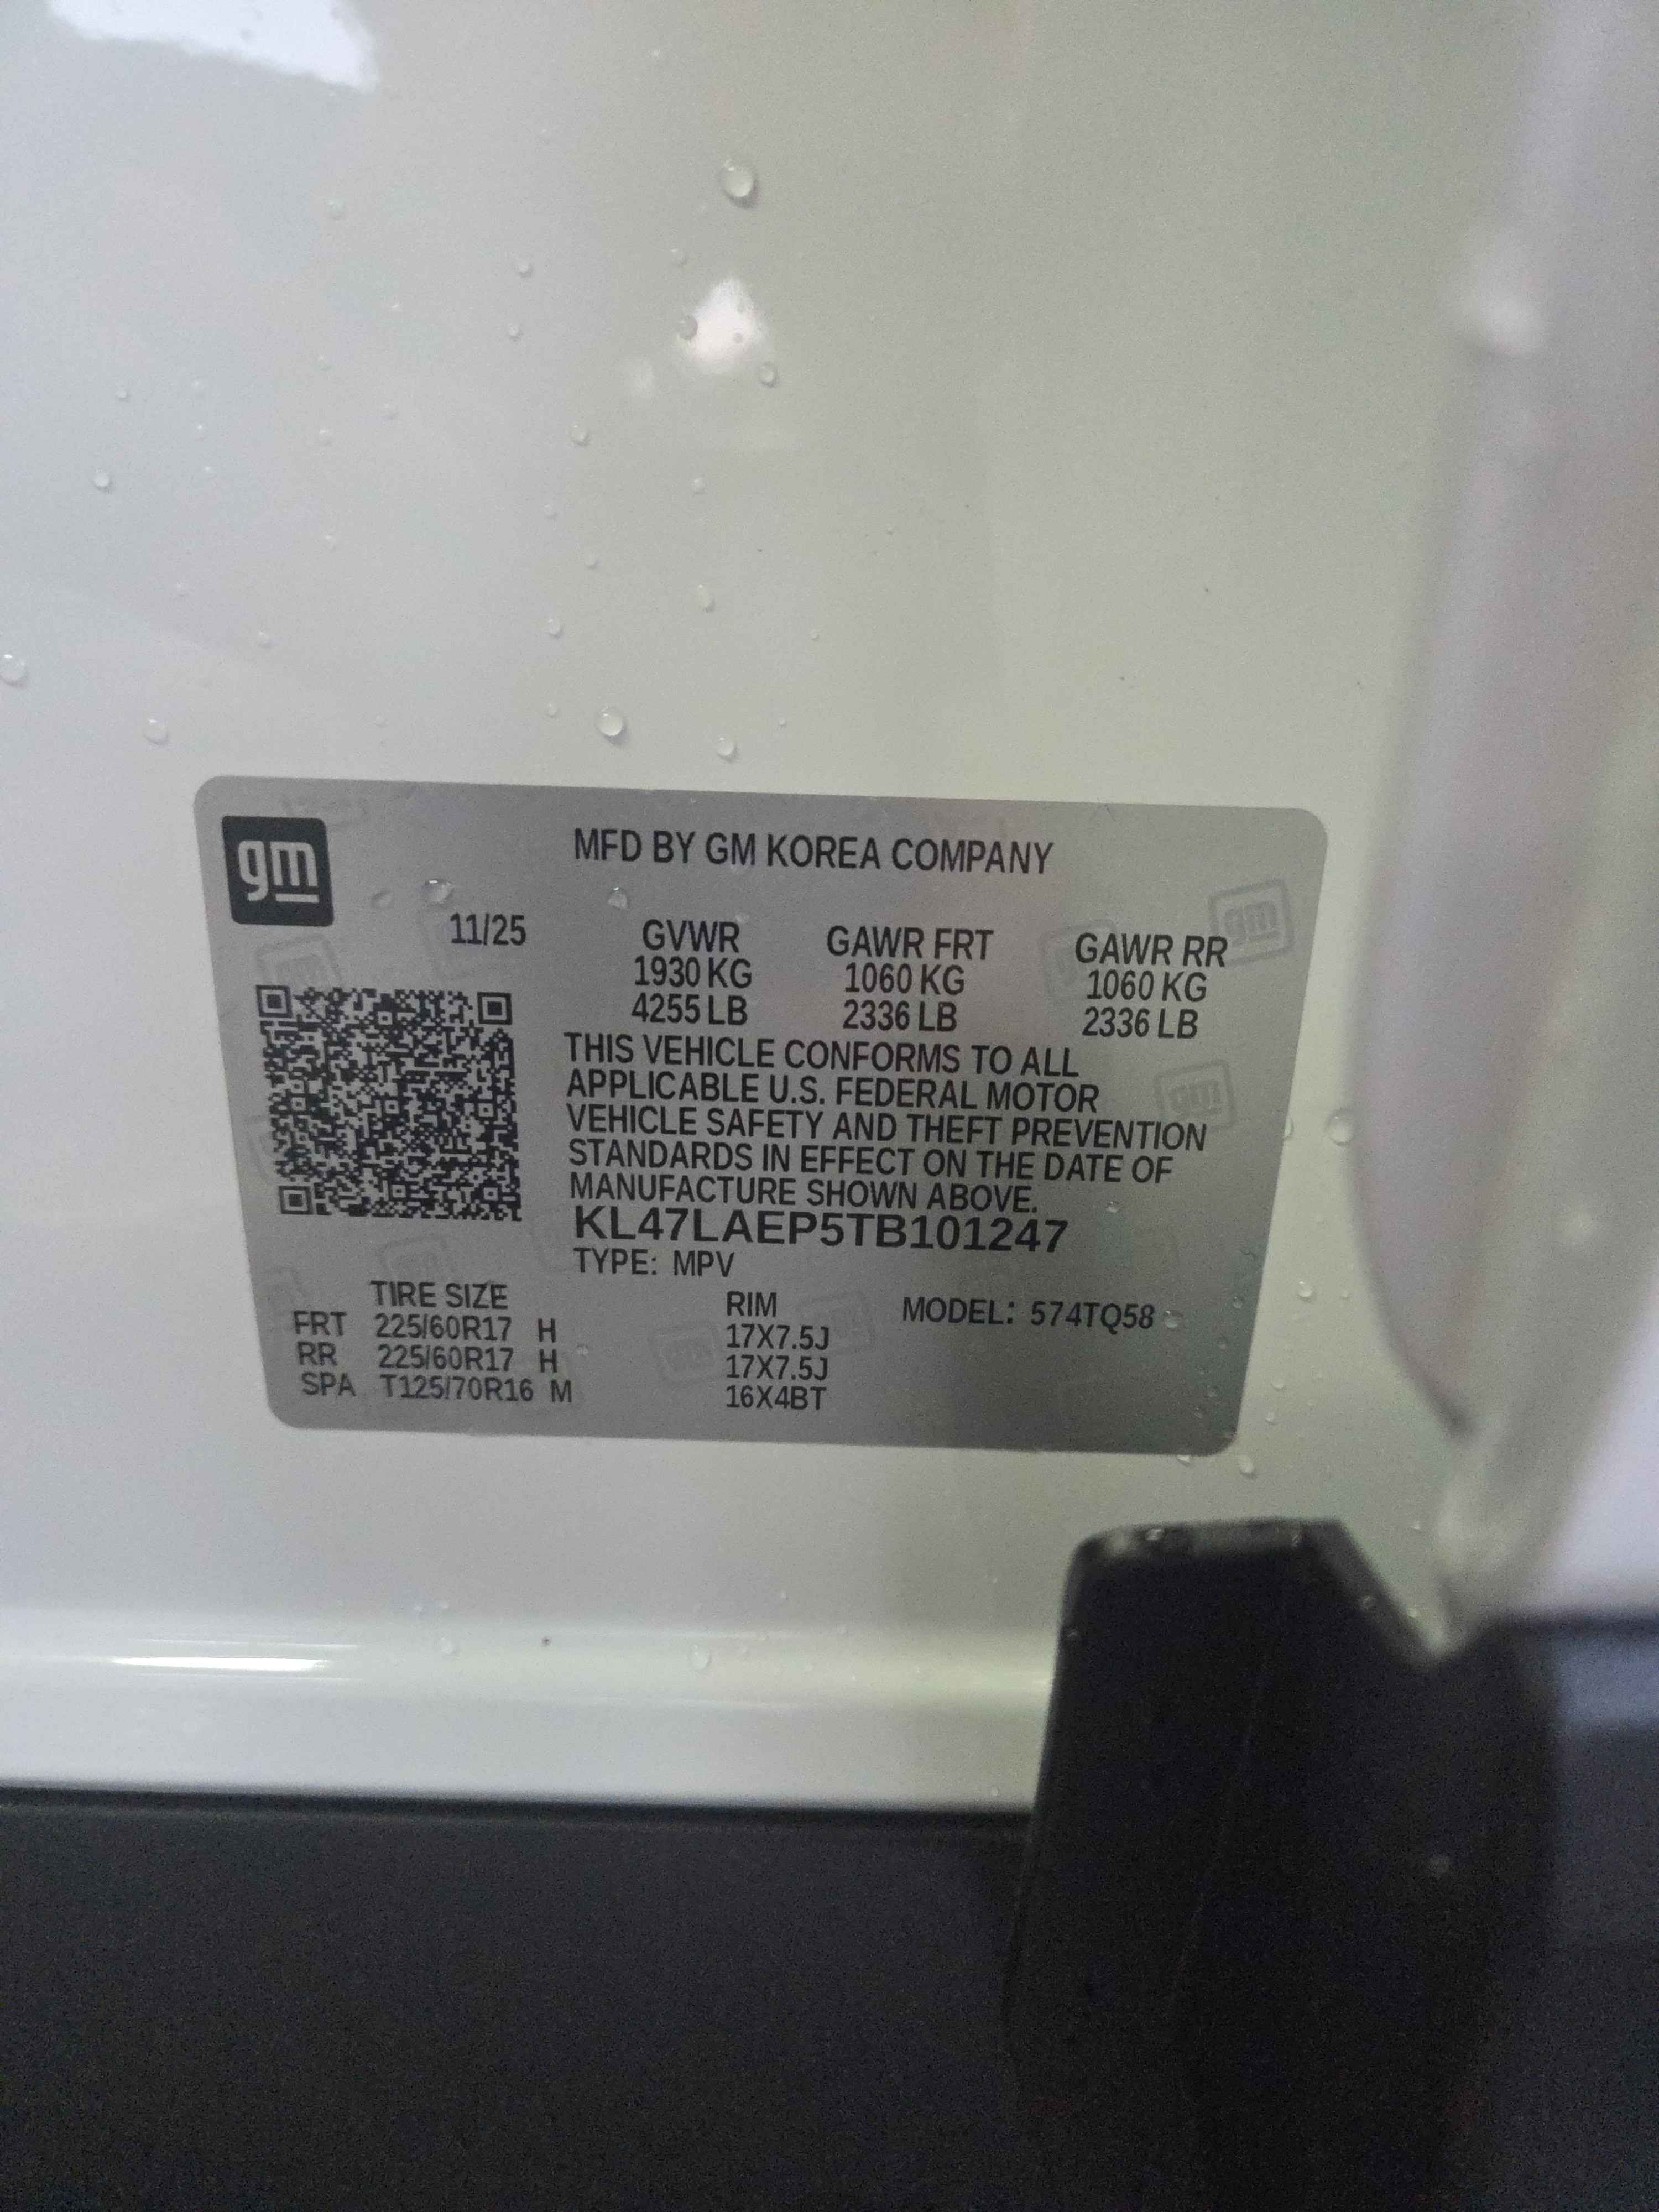 gm
MFD BY GM KOREA COMPANY
11/25 GVWR GAWR FRT GAWR RR
1930 KG 1060 KG 1060 KG
4255 LB 2336 LB 2336 LB
THIS VEHICLE CONFORMS TO ALL
APPLICABLE U.S. FEDERAL MOTOR
VEHICLE SAFETY AND THEFT PREVENTION
STANDARDS IN EFFECT ON THE DATE OF
MANUFACTURE SHOWN ABOVE.
KL47LAEP5TB101247
TYPE: MPV
TIRE SIZE RIM MODEL: 574TQ58
FRT 225/60R17 H 17X7.5J
RR 225/60R17 H 17X7.5J
SPA T125/70R16 M 16X4BT